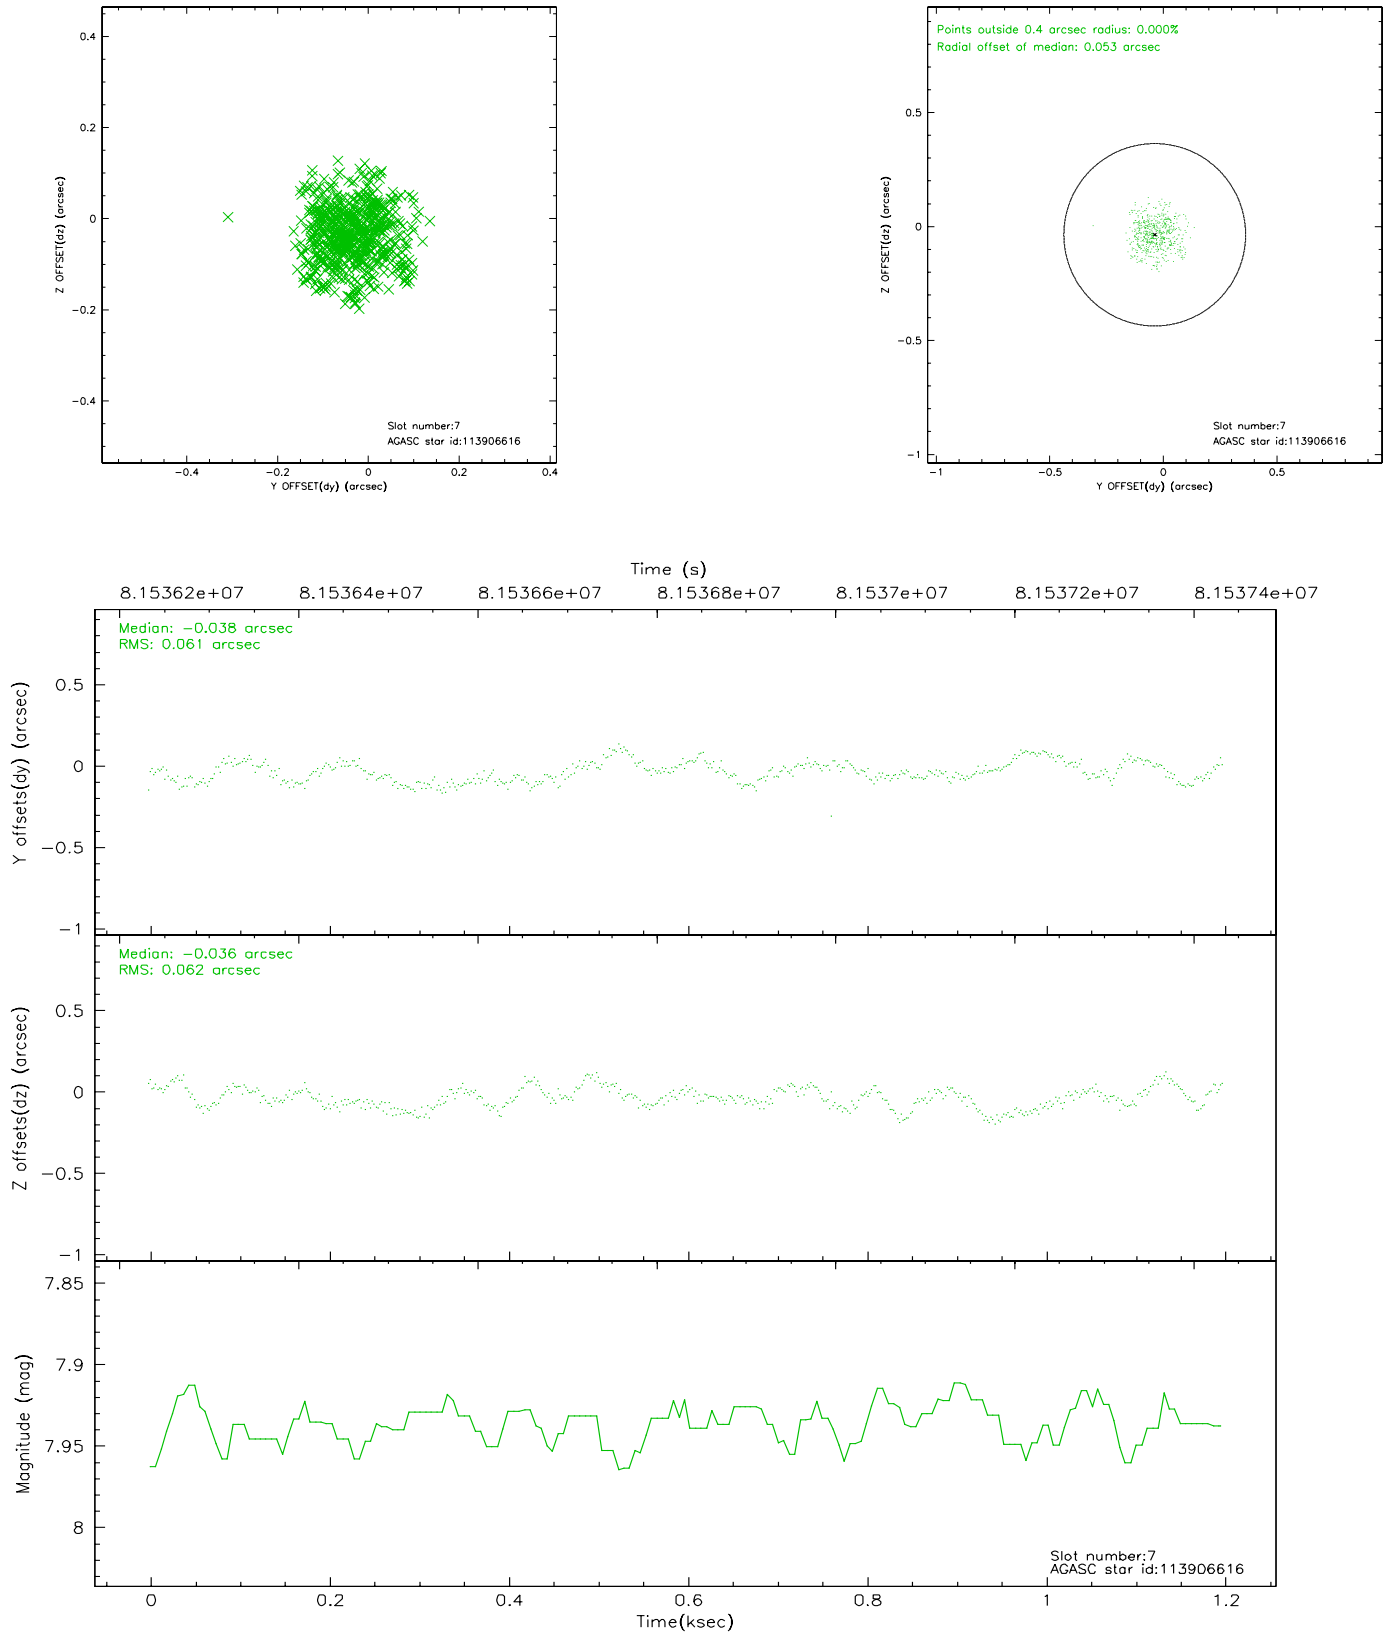 0.4
0.2
0
-0.2
-0.4
Z OFFSET(dz) (arcsec)
Slot number:7
AGASC star id:113906616
-0.4 -0.2 0 0.2 0.4
Y OFFSET(dy) (arcsec)
Points outside 0.4 arcsec radius: 0.000%
Radial offset of median: 0.053 arcsec
0.5
0
-0.5
-1
Z OFFSET(dz) (arcsec)
Slot number:7
AGASC star id:113906616
-1 -0.5 0 0.5
Y OFFSET(dy) (arcsec)
Time (s)
8.15362e+07 8.15364e+07 8.15366e+07 8.15368e+07 8.1537e+07 8.15372e+07 8.15374e+07
Median: -0.038 arcsec
RMS: 0.061 arcsec
0.5
0
-0.5
-1
Y offsets(dy) (arcsec)
Median: -0.036 arcsec
RMS: 0.062 arcsec
0.5
0
-0.5
-1
Z offsets(dz) (arcsec)
7.85
7.9
7.95
8
Magnitude (mag)
Slot number:7
AGASC star id:113906616
0 0.2 0.4 0.6 0.8 1 1.2
Time(ksec)